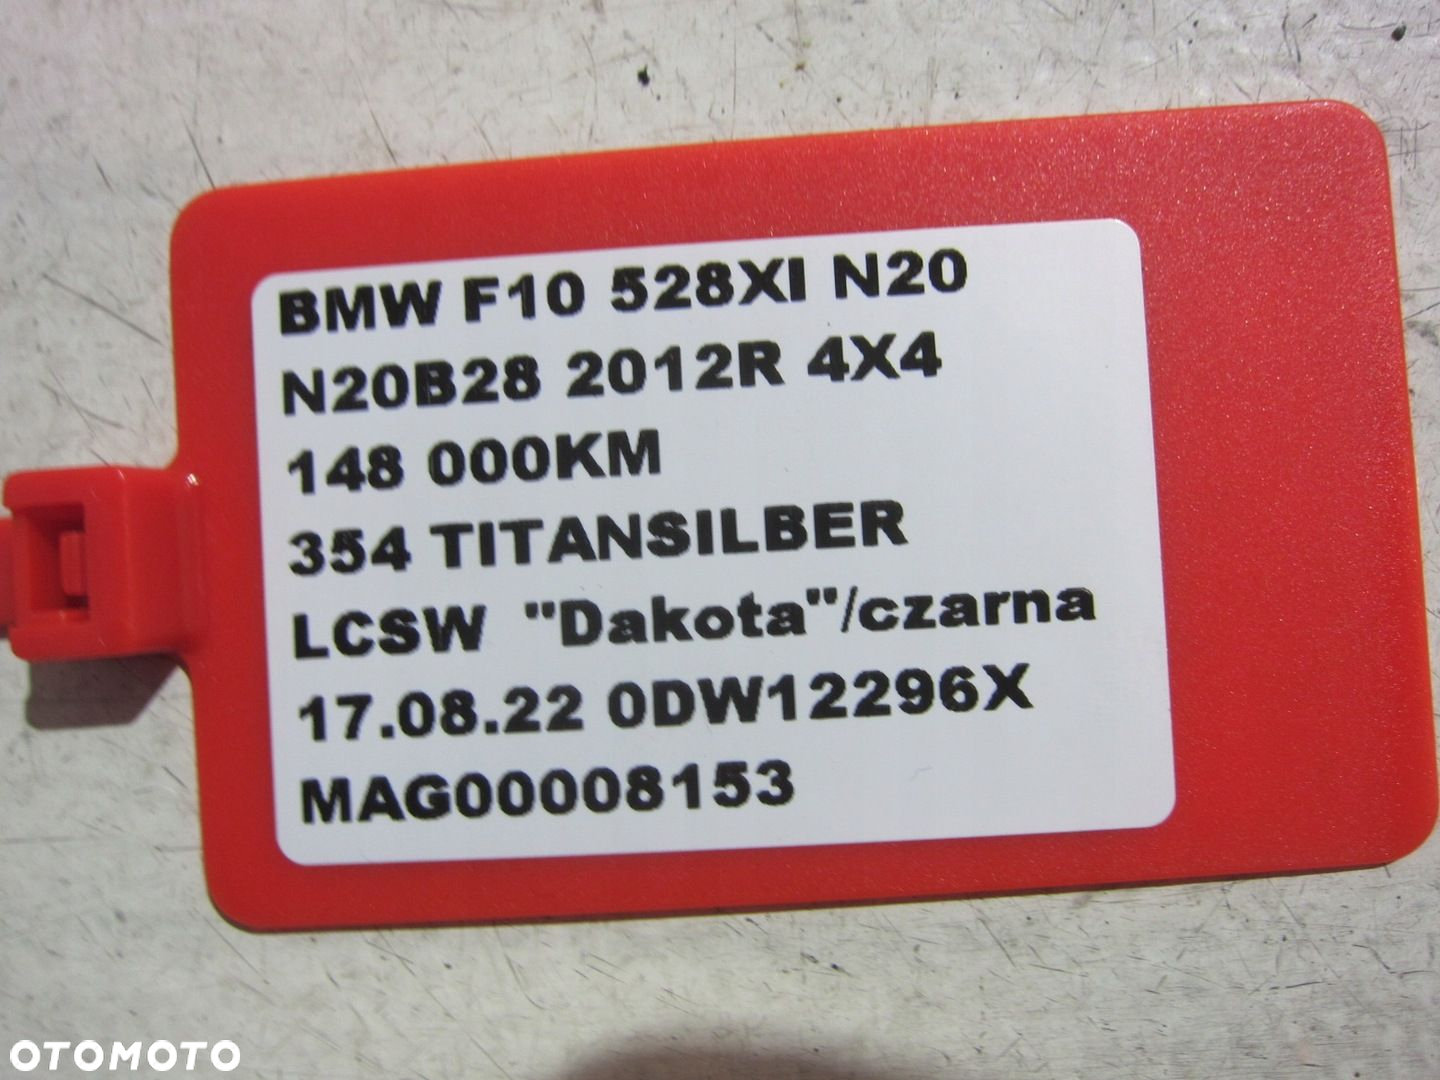 BMW F10 528XI N20
N20B28 2012R 4X4
148 000KM
354 TITANSILBER
LCSW "Dakota"/czarna
17.08.22 0DW12296X
MAG00008153
OTOMOTO